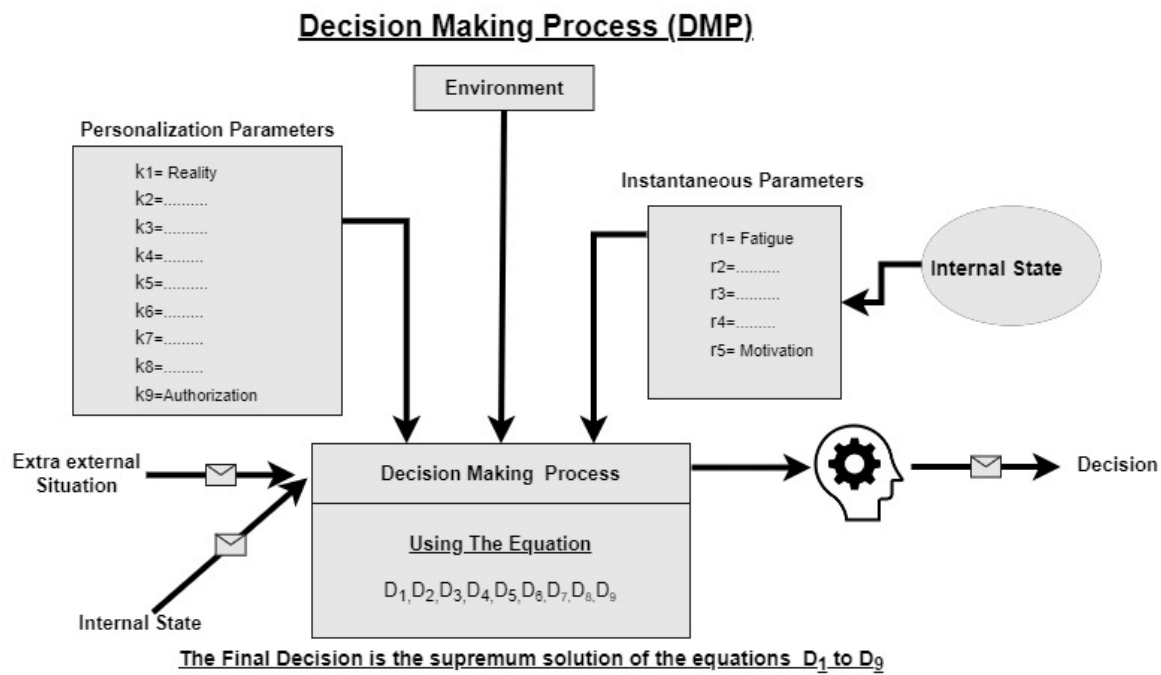 Decision Making Process (DMP)
Environment
Personalization Parameters
k1= Reality
k2=..........
k3=..........
k4=.........
k5=..........
k6=.........
k7=.........
k8=.........
k9=Authorization
Instantaneous Parameters
r1= Fatigue
r2=..........
r3=..........
r4=.........
r5= Motivation
Internal State
Extra external
Situation
Internal State
Decision Making Process
Using The Equation
D1,D2,D3,D4,D5,D6,D7,D8,D9
Decision
The Final Decision is the supremum solution of the equations D1 to D9